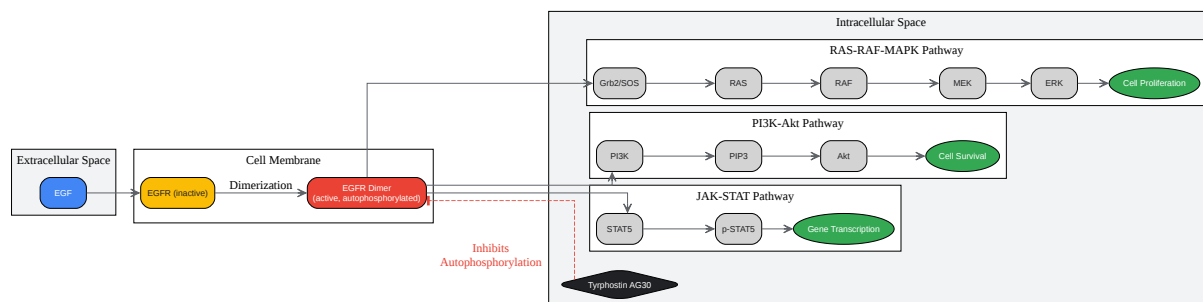 Intracellular Space
RAS-RAF-MAPK Pathway
Grb2/SOS
RAS
RAF
MEK
ERK
Cell Proliferation
PI3K-Akt Pathway
PI3K
PIP3
Akt
Cell Survival
Extracellular Space
EGF
Cell Membrane
EGFR (inactive)
Dimerization
EGFR Dimer
(active, autophosphorylated)
JAK-STAT Pathway
STAT5
p-STAT5
Gene Transcription
Inhibits
Autophosphorylation
Tyrphostin AG30